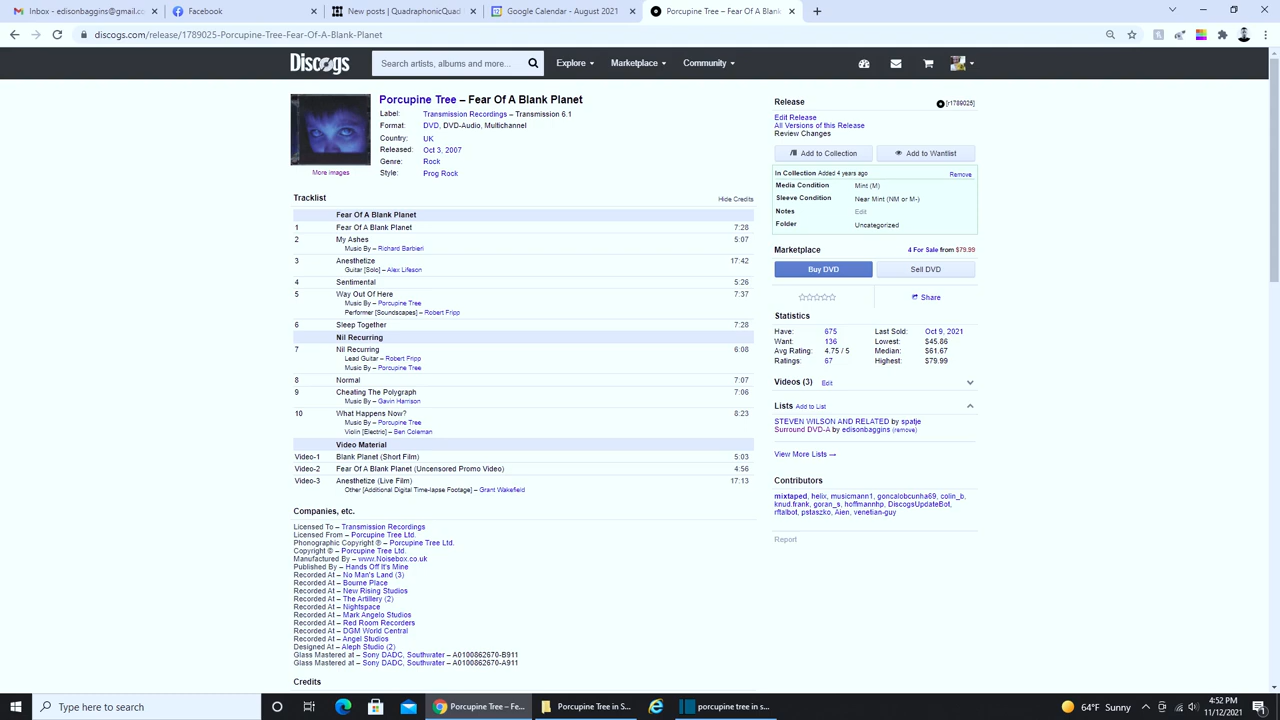 Inbox - edisonbaggins@gmail.c
Facebook
New Quadraphonic/Quad
Google Calendar - August 2021
Porcupine Tree - Fear Of A Blank
discogs.com/release/1789025-Porcupine-Tree-Fear-Of-A-Blank-Planet
Discogs
Search artists, albums and more...
Explore
Marketplace
Community
Porcupine Tree – Fear Of A Blank Planet
Label: Transmission Recordings – Transmission 6.1
Format: DVD, DVD-Audio, Multichannel
Country: UK
Released: Oct 3, 2007
Genre: Rock
Style: Prog Rock
More images
Tracklist
Hide Credits
Fear Of A Blank Planet
1 Fear Of A Blank Planet 7:28
2 My Ashes 5:07
Music By – Richard Barbieri
3 Anesthetize 17:42
Guitar [Solo] – Alex Lifeson
4 Sentimental 5:26
5 Way Out Of Here 7:37
Music By – Porcupine Tree
Performer [Soundscapes] – Robert Fripp
6 Sleep Together 7:28
Nil Recurring
7 Nil Recurring 6:08
Lead Guitar – Robert Fripp
Music By – Porcupine Tree
8 Normal 7:07
9 Cheating The Polygraph 7:06
Music By – Gavin Harrison
10 What Happens Now? 8:23
Music By – Porcupine Tree
Violin [Electric] – Ben Coleman
Video Material
Video-1 Blank Planet (Short Film) 5:03
Video-2 Fear Of A Blank Planet (Uncensored Promo Video) 4:56
Video-3 Anesthetize (Live Film) 17:13
Other [Additional Digital Time-lapse Footage] – Grant Wakefield
Companies, etc.
Licensed To – Transmission Recordings
Licensed From – Porcupine Tree Ltd.
Phonographic Copyright ℗ – Porcupine Tree Ltd.
Copyright © – Porcupine Tree Ltd.
Manufactured By – www.Noisebox.co.uk
Published By – Hands Off It's Mine
Recorded At – No Man's Land (3)
Recorded At – Bourne Place
Recorded At – New Rising Studios
Recorded At – The Artillery (2)
Recorded At – Nightspace
Recorded At – Mark Angelo Studios
Recorded At – Red Room Recorders
Recorded At – DGM World Central
Recorded At – Angel Studios
Designed At – Aleph Studio (2)
Glass Mastered at – Sony DADC, Southwater – A0100862670-B911
Glass Mastered at – Sony DADC, Southwater – A0100862670-A911
Credits
Release
[r1789025]
Edit Release
All Versions of this Release
Review Changes
Add to Collection
Add to Wantlist
In Collection Added 4 years ago
Remove
Media Condition Mint (M)
Sleeve Condition Near Mint (NM or M-)
Notes Edit
Folder Uncategorized
Marketplace
4 For Sale from $79.99
Buy DVD
Sell DVD
Share
Statistics
Have: 675 Last Sold: Oct 9, 2021
Want: 136 Lowest: $45.86
Avg Rating: 4.75 / 5 Median: $61.67
Ratings: 67 Highest: $79.99
Videos (3) Edit
Lists Add to List
STEVEN WILSON AND RELATED by spatje
Surround DVD-A by edisonbaggins (remove)
View More Lists →
Contributors
mixtaped, helix, musicmann1, goncalobcunha69, colin_b,
knud.frank, goran_s, hoffmannhp, DiscogsUpdateBot,
rftalbot, pstaszko, Aien, venetian-guy
Report
Type here to search
Porcupine Tree – Fe...
Porcupine Tree in S...
porcupine tree in s...
64°F Sunny
4:52 PM
11/12/2021